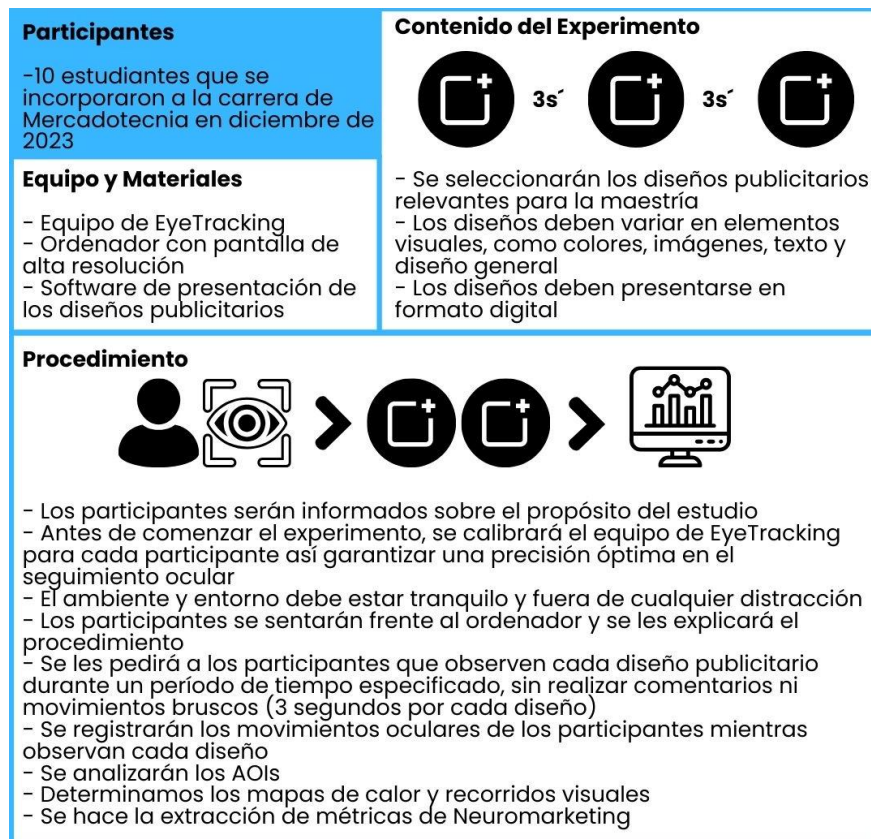 Participantes
-10 estudiantes que se
incorporaron a la carrera de
Mercadotecnia en diciembre de
2023
Equipo y Materiales
- Equipo de EyeTracking
- Ordenador con pantalla de
alta resolución
- Software de presentación de
los diseños publicitarios
Contenido del Experimento
3s´ 3s´
- Se seleccionarán los diseños publicitarios
relevantes para la maestría
- Los diseños deben variar en elementos
visuales, como colores, imágenes, texto y
diseño general
- Los diseños deben presentarse en
formato digital
Procedimiento
- Los participantes serán informados sobre el propósito del estudio
- Antes de comenzar el experimento, se calibrará el equipo de EyeTracking
para cada participante así garantizar una precisión óptima en el
seguimiento ocular
- El ambiente y entorno debe estar tranquilo y fuera de cualquier distracción
- Los participantes se sentarán frente al ordenador y se les explicará el
procedimiento
- Se les pedirá a los participantes que observen cada diseño publicitario
durante un período de tiempo especificado, sin realizar comentarios ni
movimientos bruscos (3 segundos por cada diseño)
- Se registrarán los movimientos oculares de los participantes mientras
observan cada diseño
- Se analizarán los AOIs
- Determinamos los mapas de calor y recorridos visuales
- Se hace la extracción de métricas de Neuromarketing